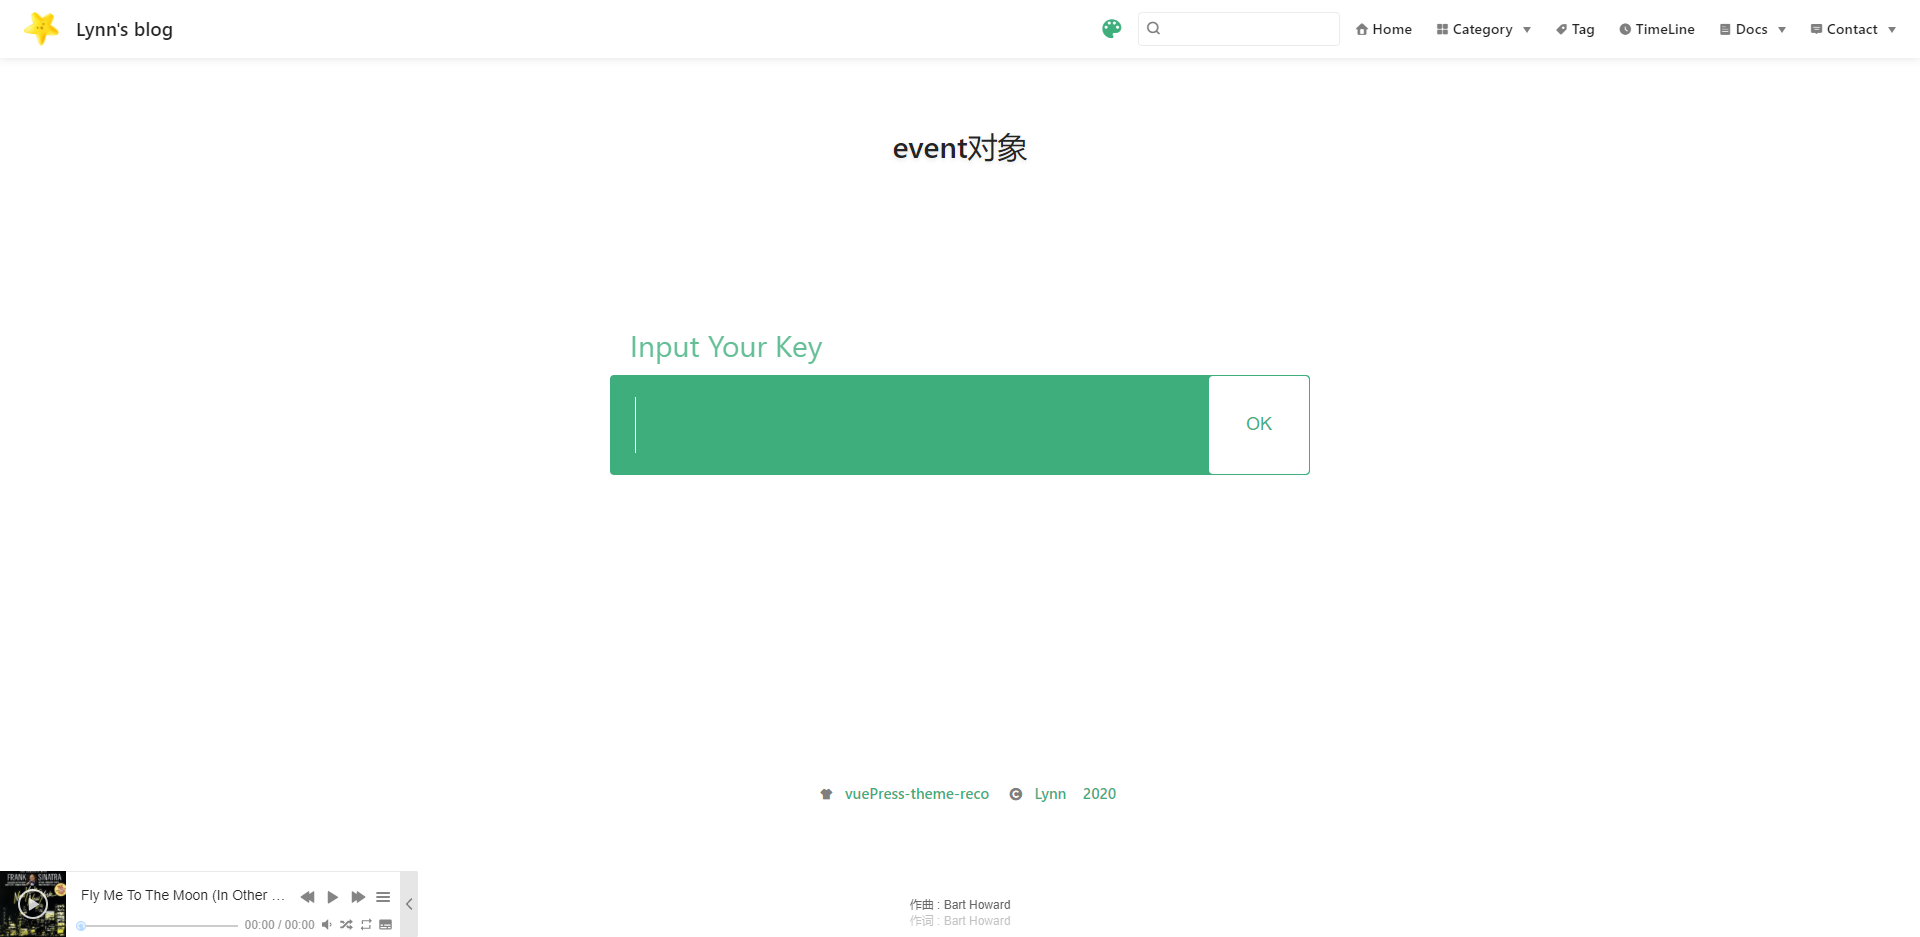 Lynn's blog
Home Category Tag TimeLine Docs Contact
event对象
Input Your Key
OK
vuePress-theme-reco Lynn 2020
FRANK SINATRA
Fly Me To The Moon (In Other ...
00:00 / 00:00
作曲 : Bart Howard
作词 : Bart Howard